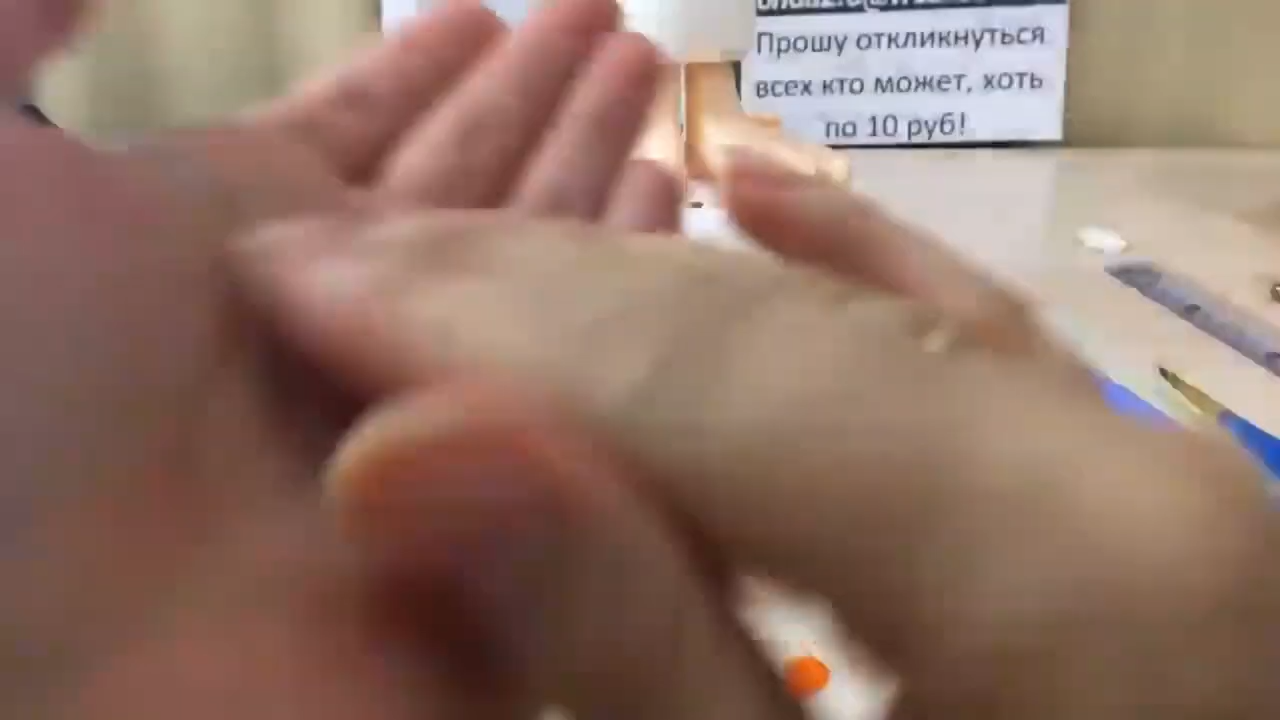 Прошу откликнуться
всех кто может, хоть
по 10 руб!